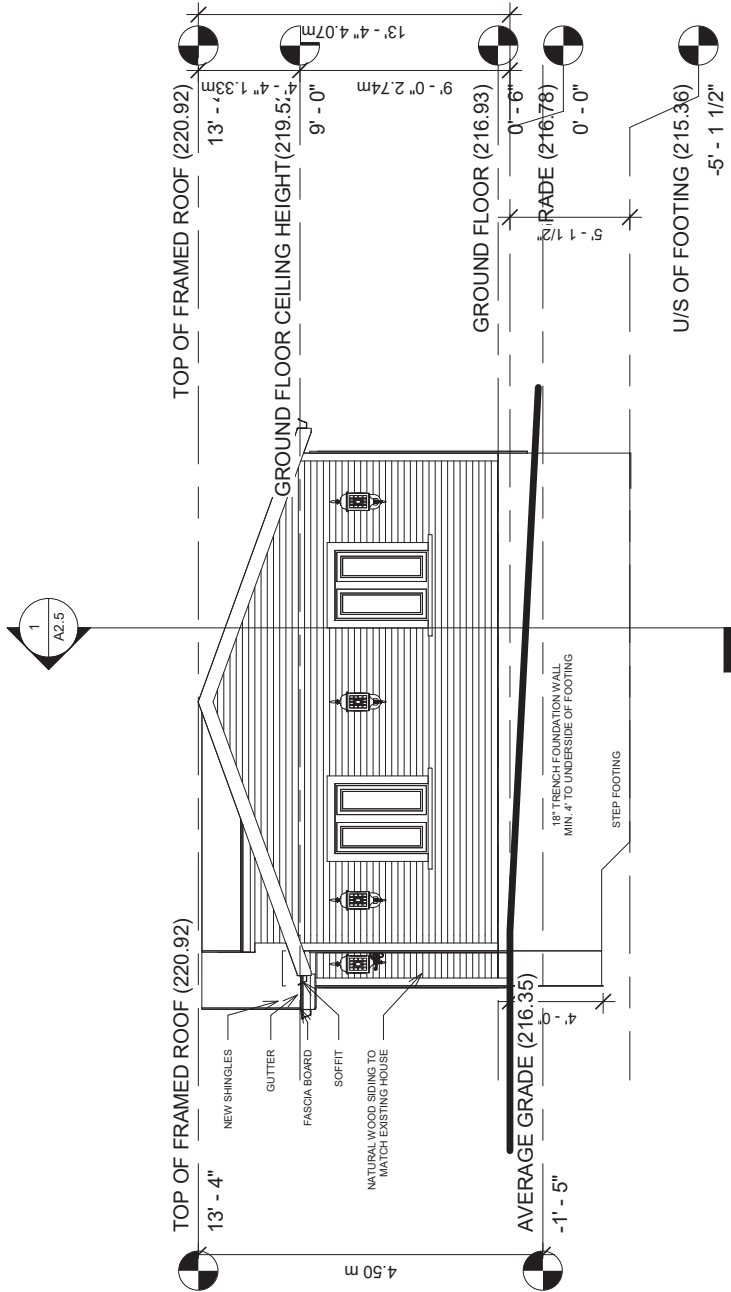 1
A2.5
TOP OF FRAMED ROOF (220.92)
13' - 4"
TOP OF FRAMED ROOF (220.92)
13' -
GROUND FLOOR CEILING HEIGHT(219.5
9' - 0"
GROUND FLOOR (216.93)
0' - 6"
RADE (216.78)
0' - 0"
U/S OF FOOTING (215.36)
-5' - 1 1/2"
AVERAGE GRADE (216.35)
-1' - 5"
NEW SHINGLES
GUTTER
FASCIA BOARD
SOFFIT
NATURAL WOOD SIDING TO
MATCH EXISTING HOUSE
18" TRENCH FOUNDATION WALL
MIN. 4' TO UNDERSIDE OF FOOTING
STEP FOOTING
4.50 m
4' - 0"
13' - 4" 4.07m
4' - 4" 1.33m
9' - 0" 2.74m
5' - 1 1/2"